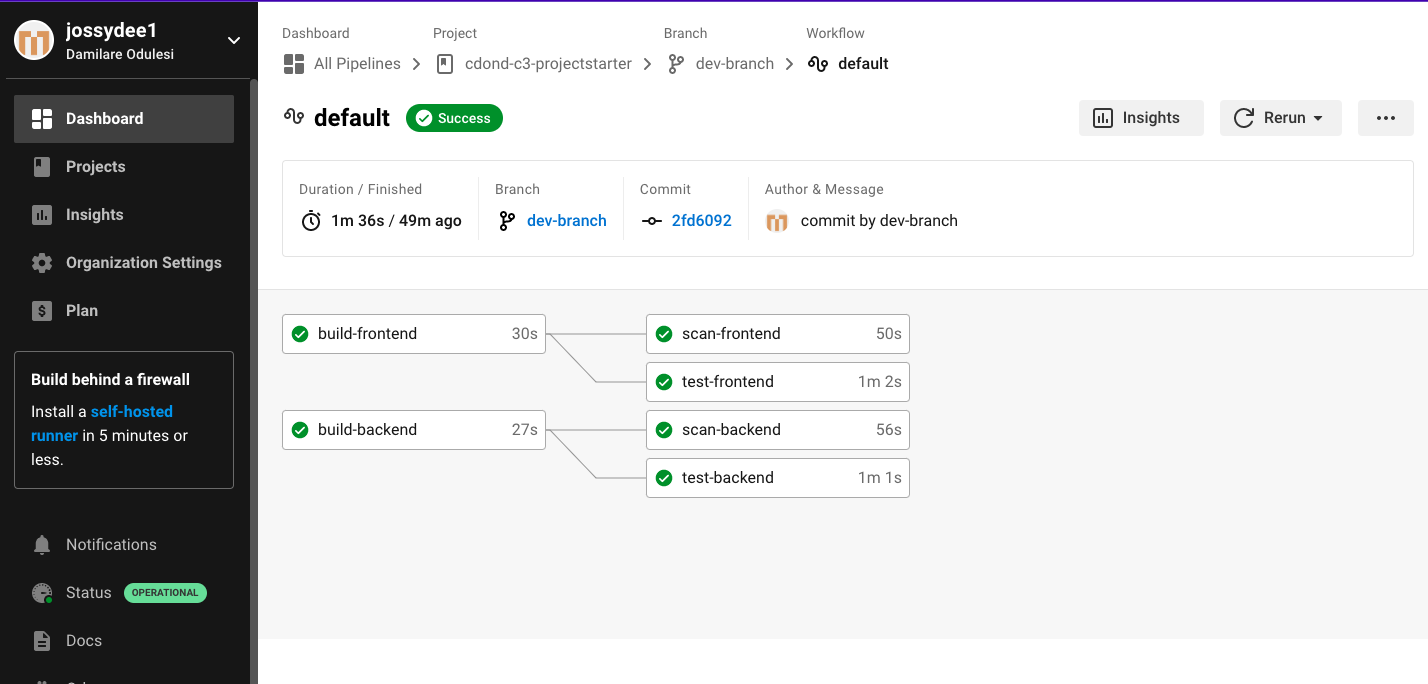 jossydee1
Damilare Odulesi
Dashboard
Projects
Insights
Organization Settings
Plan
Build behind a firewall
Install a self-hosted
runner in 5 minutes or
less.
Notifications
Status OPERATIONAL
Docs
Dashboard Project Branch Workflow
All Pipelines cdond-c3-projectstarter dev-branch default
default Success Insights Rerun
Duration / Finished Branch Commit Author & Message
1m 36s / 49m ago dev-branch 2fd6092 commit by dev-branch
build-frontend 30s scan-frontend 50s
test-frontend 1m 2s
build-backend 27s scan-backend 56s
test-backend 1m 1s